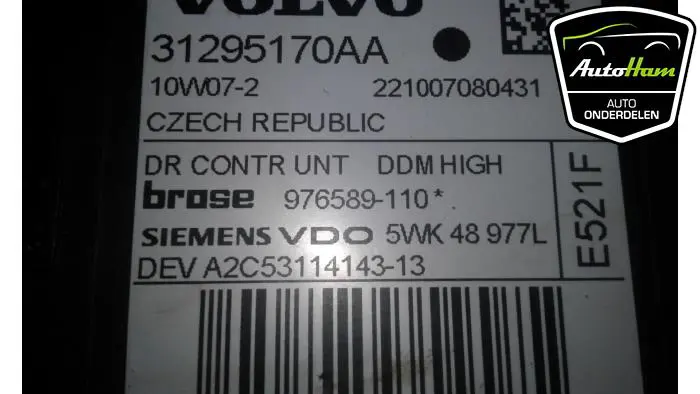 VOLVO
31295170AA
10W07-2 221007080431
CZECH REPUBLIC
DR CONTR UNT DDM HIGH
brose 976589-110*
SIEMENS VDO 5WK 48 977L
DEV A2C53114143-13
E521F
AutoHam
AUTO
ONDERDELEN